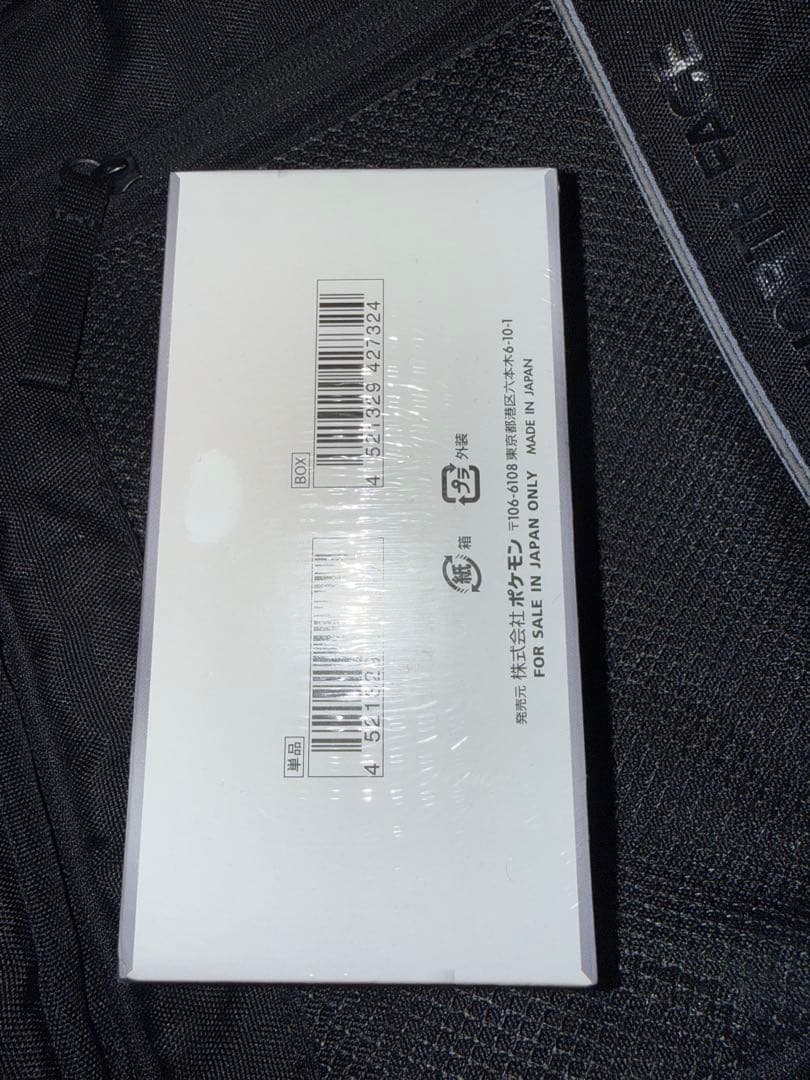 単品
4 521329
BOX
4 521329 427324
紙 箱
プラ 外装
発売元 株式会社ポケモン 〒106-6108 東京都港区六本木6-10-1
FOR SALE IN JAPAN ONLY MADE IN JAPAN